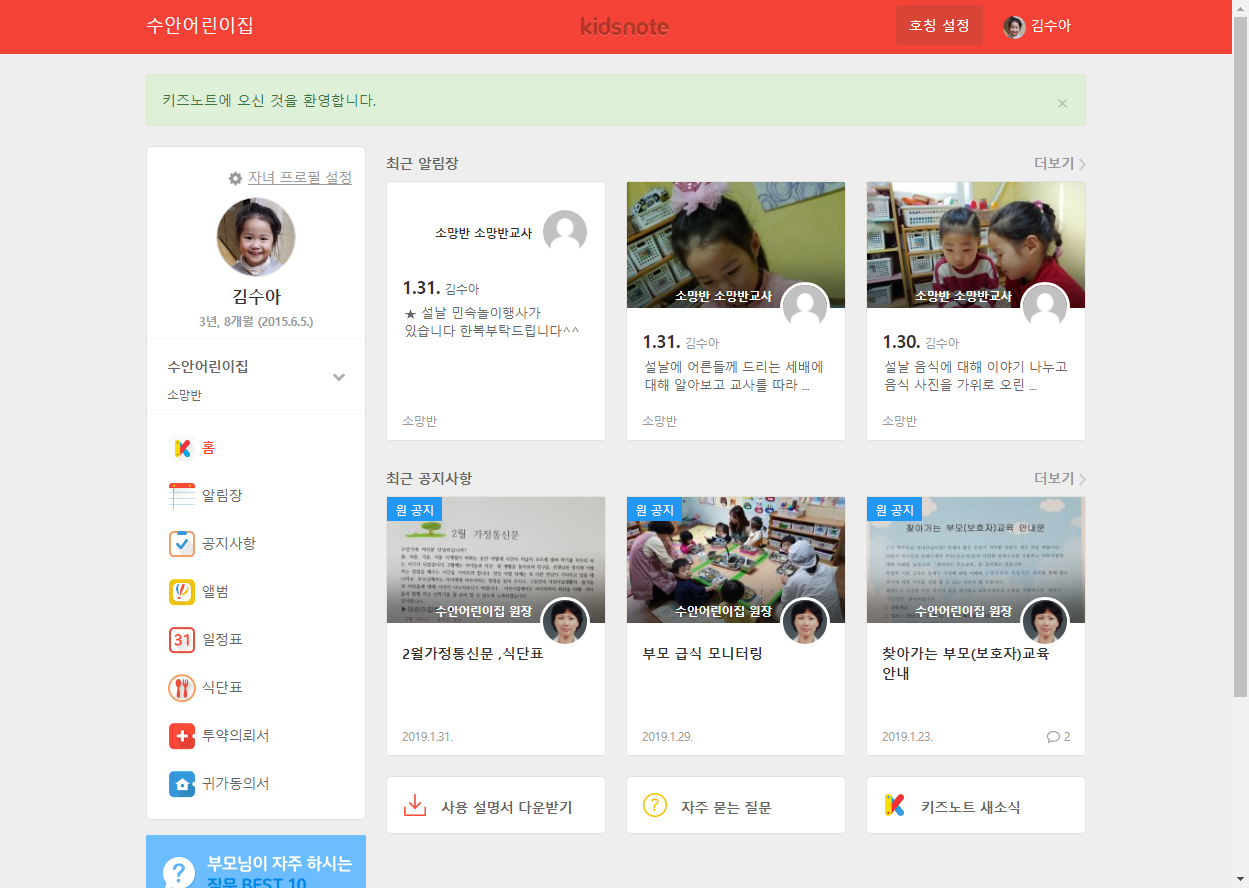 수안어린이집
kidsnote
호칭 설정
김수아
키즈노트에 오신 것을 환영합니다.
×
자녀 프로필 설정
김수아
3년, 8개월 (2015.6.5.)
수안어린이집
소망반
홈
알림장
공지사항
앨범
31 일정표
식단표
투약의뢰서
귀가동의서
? 부모님이 자주 하시는
질문 BEST 10
최근 알림장
더보기
소망반 소망반교사
1.31. 김수아
★ 설날 민속놀이행사가
있습니다 한복부탁드립니다^^
소망반
소망반 소망반교사
1.31. 김수아
설날에 어른들께 드리는 세배에
대해 알아보고 교사를 따라 ...
소망반
소망반 소망반교사
1.30. 김수아
설날 음식에 대해 이야기 나누고
음식 사진을 가위로 오린 ...
소망반
최근 공지사항
더보기
원 공지
2월 가정통신문
수안어린이집 원장
2월가정통신문 ,식단표
2019.1.31.
원 공지
수안어린이집 원장
부모 급식 모니터링
2019.1.29.
원 공지
찾아가는 부모(보호자)교육 안내문
수안어린이집 원장
찾아가는 부모(보호자)교육
안내
2019.1.23.
2
사용 설명서 다운받기
? 자주 묻는 질문
키즈노트 새소식